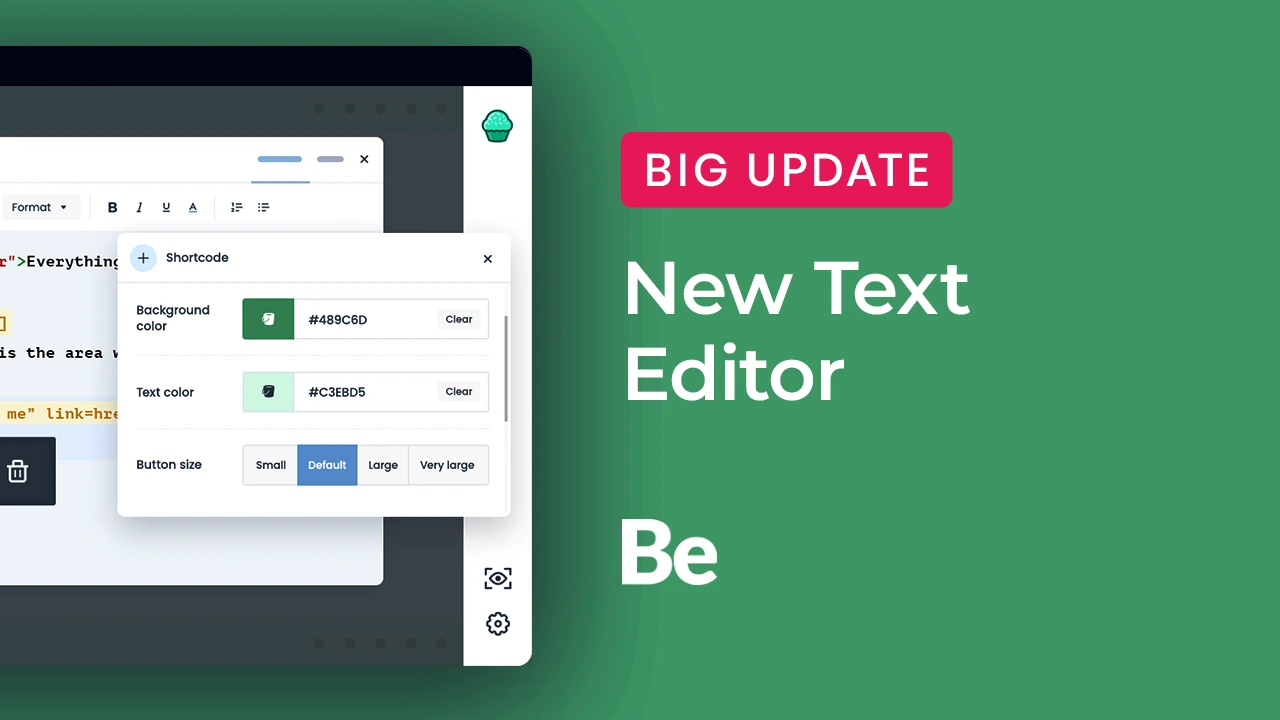 Format
B I U A
r">Everything
]
is the area w
me” link=hre
Shortcode
Background
color
#489C6D
Clear
Text color
#C3EBD5
Clear
Button size
Small
Default
Large
Very large
BIG UPDATE
New Text
Editor
Be